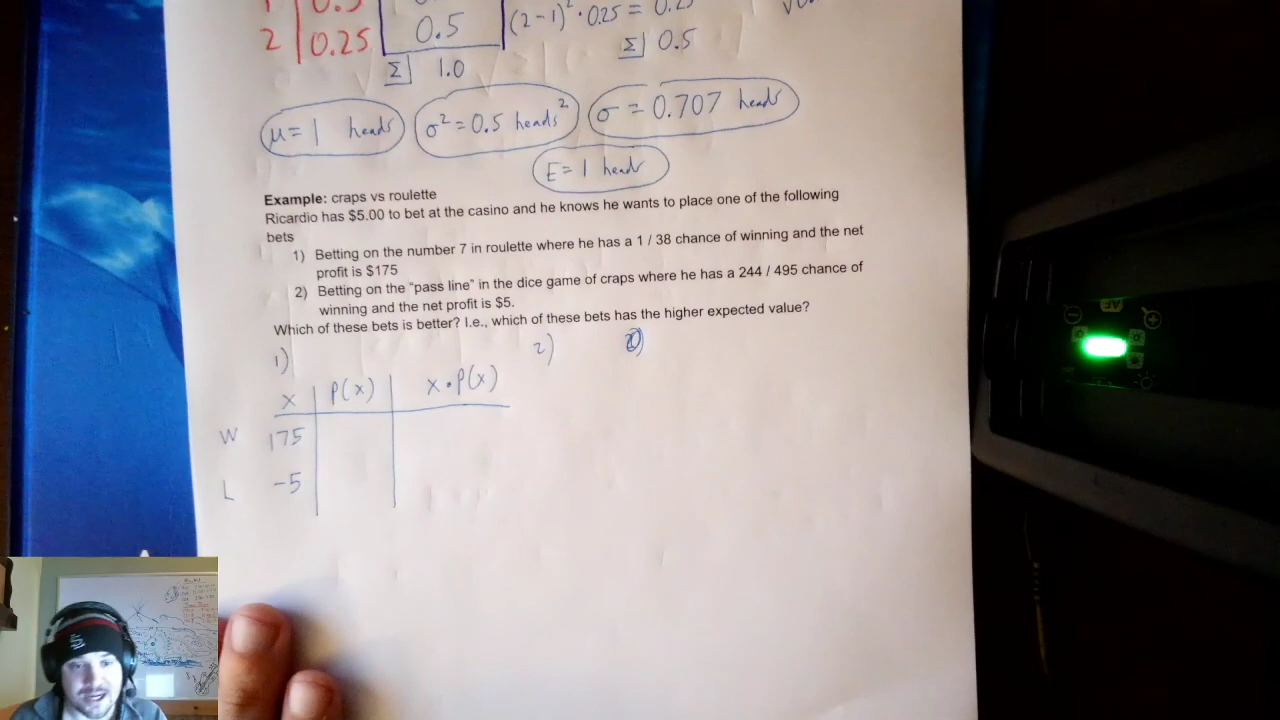 2 0.25 0.5 (2-1)² · 0.25 =
Σ 1.0 Σ 0.5
μ = 1 heads σ² = 0.5 heads² σ = 0.707 heads
E = 1 heads
Example: craps vs roulette
Ricardio has $5.00 to bet at the casino and he knows he wants to place one of the following
bets
1) Betting on the number 7 in roulette where he has a 1 / 38 chance of winning and the net
profit is $175
2) Betting on the “pass line” in the dice game of craps where he has a 244 / 495 chance of
winning and the net profit is $5.
Which of these bets is better? I.e., which of these bets has the higher expected value?
1) 2)
x P(x) x • P(x)
W 175
L -5